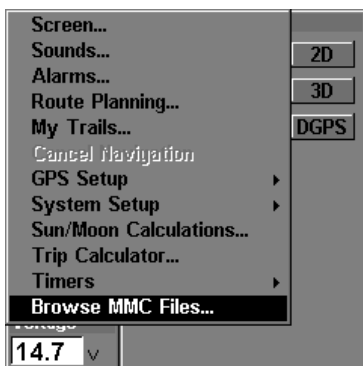 Screen...
Sounds...
Alarms...
Route Planning...
My Trails...
Cancel Navigation
GPS Setup
System Setup
Sun/Moon Calculations...
Trip Calculator...
Timers
Browse MMC Files...
2D
3D
DGPS
Voltage
14.7 V